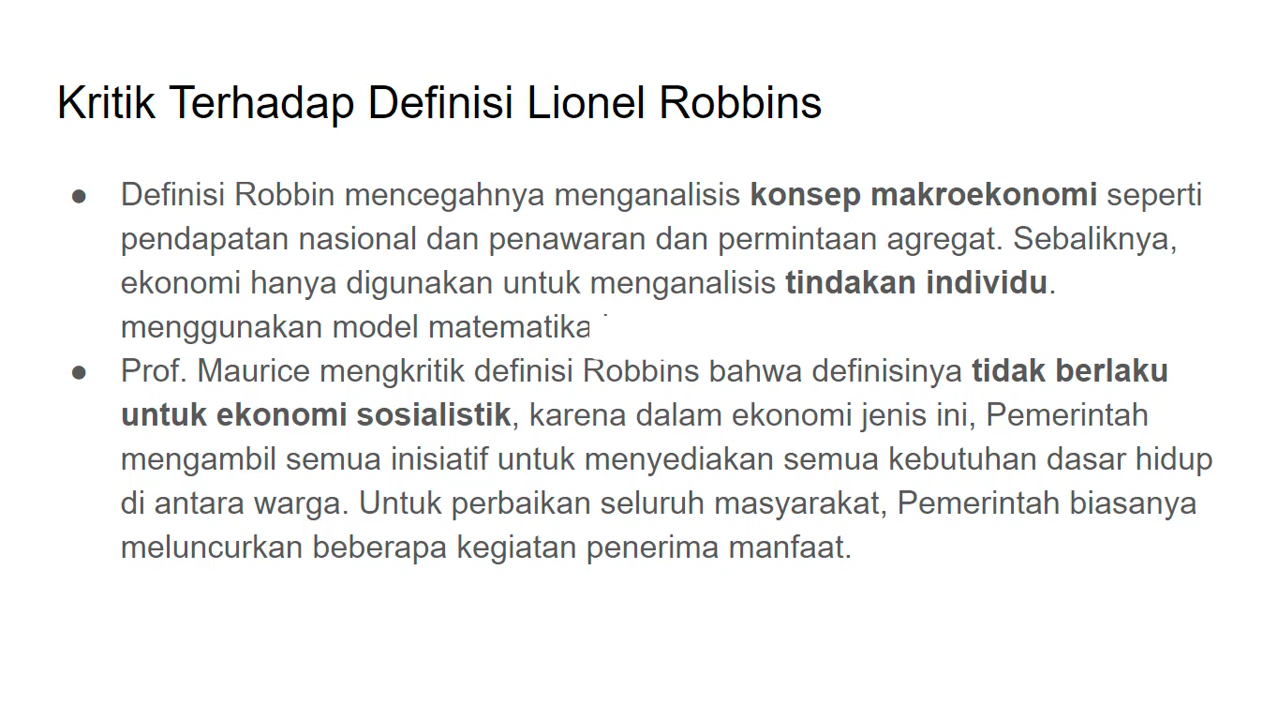 Kritik Terhadap Definisi Lionel Robbins
● Definisi Robbin mencegahnya menganalisis konsep makroekonomi seperti
pendapatan nasional dan penawaran dan permintaan agregat. Sebaliknya,
ekonomi hanya digunakan untuk menganalisis tindakan individu.
menggunakan model matematika
● Prof. Maurice mengkritik definisi Robbins bahwa definisinya tidak berlaku
untuk ekonomi sosialistik, karena dalam ekonomi jenis ini, Pemerintah
mengambil semua inisiatif untuk menyediakan semua kebutuhan dasar hidup
di antara warga. Untuk perbaikan seluruh masyarakat, Pemerintah biasanya
meluncurkan beberapa kegiatan penerima manfaat.